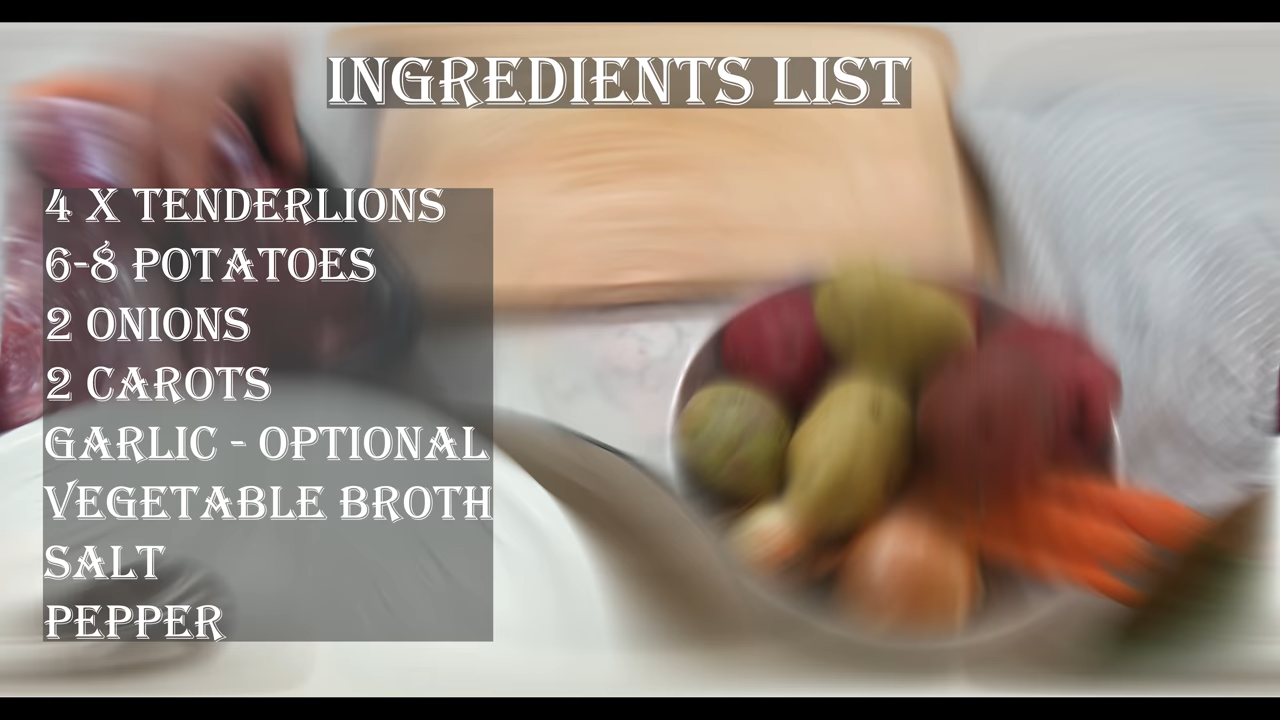 INGREDIENTS LIST
4 X TENDERLIONS
6-8 POTATOES
2 ONIONS
2 CAROTS
GARLIC - OPTIONAL
VEGETABLE BROTH
SALT
PEPPER